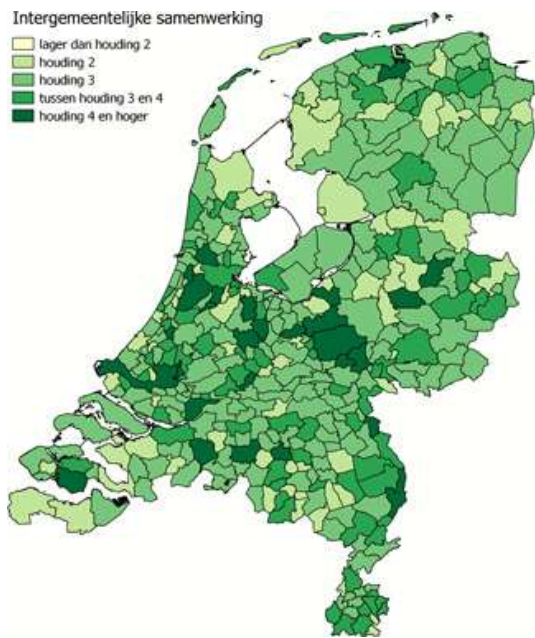 Intergemeentelijke samenwerking
lager dan houding 2
houding 2
houding 3
tussen houding 3 en 4
houding 4 en hoger